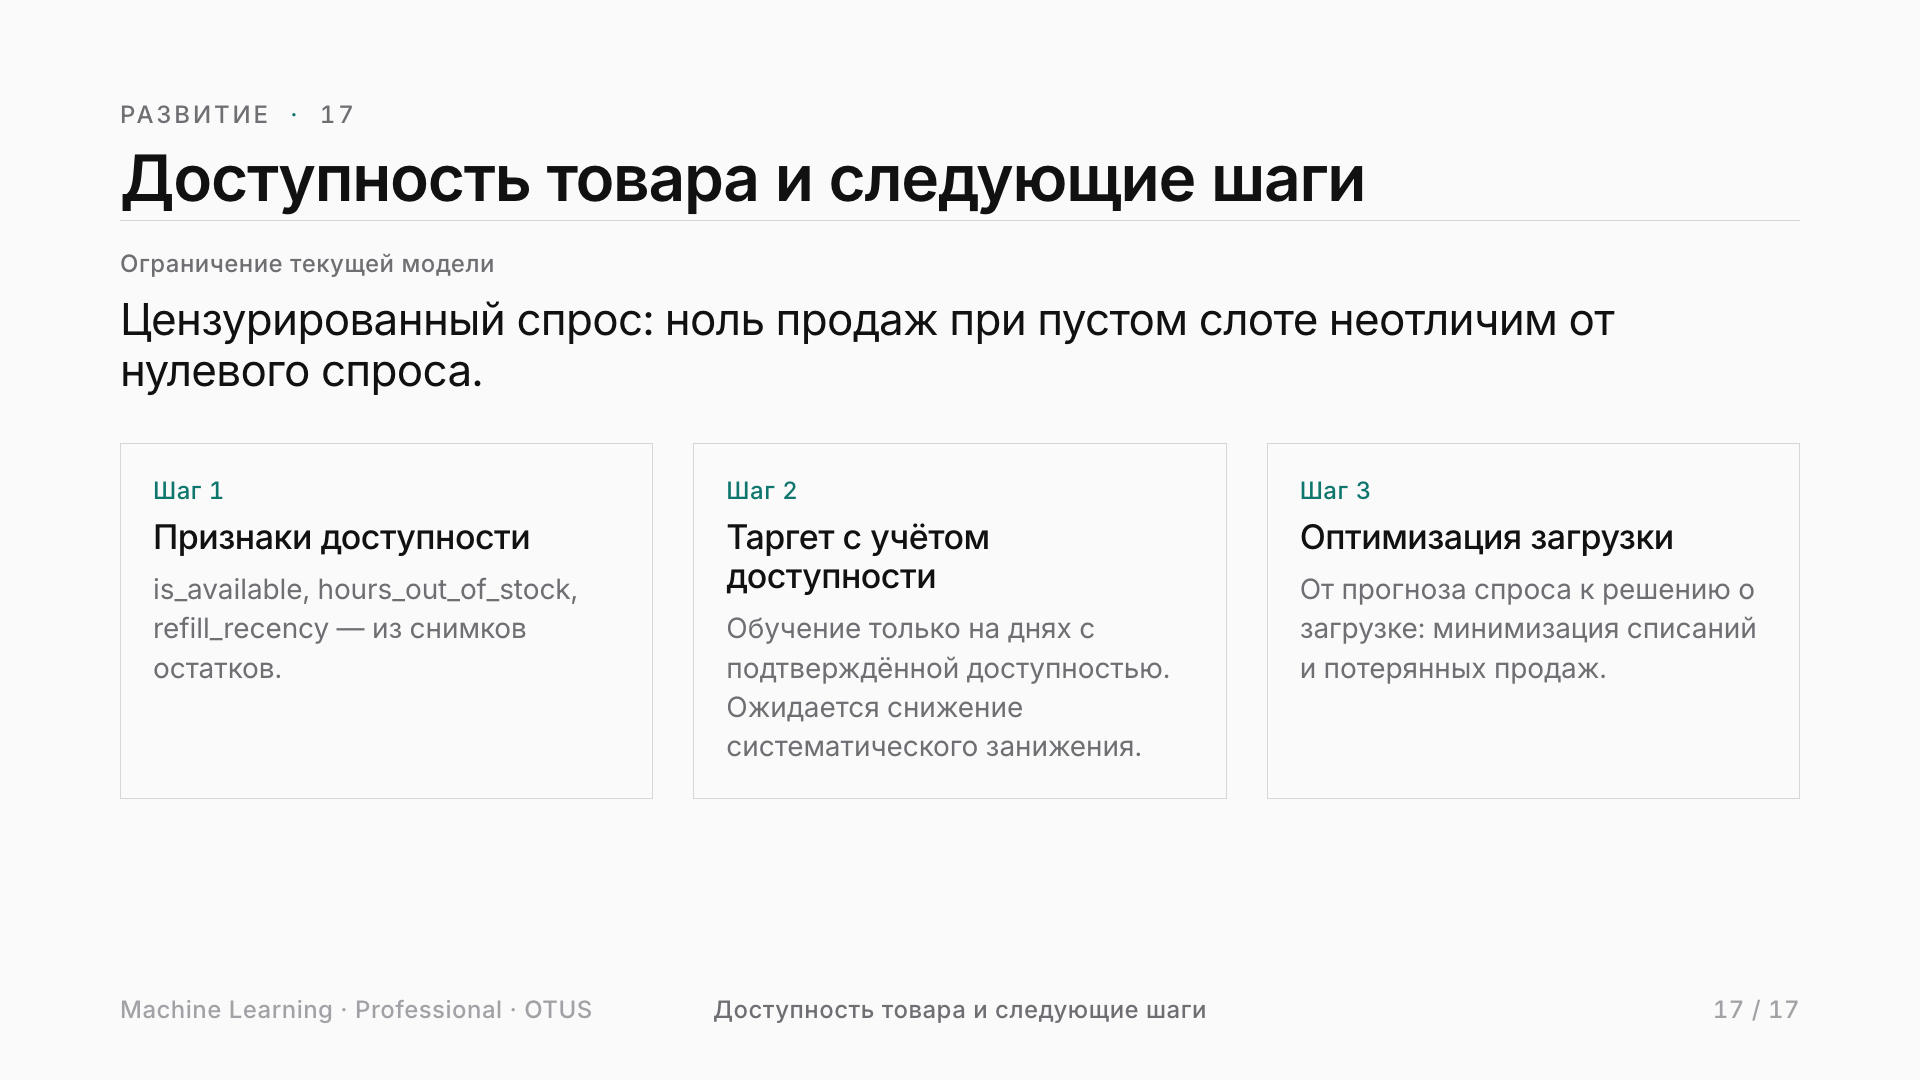 РАЗВИТИЕ · 17
Доступность товара и следующие шаги
Ограничение текущей модели
Цензурированный спрос: ноль продаж при пустом слоте неотличим от
нулевого спроса.
Шаг 1
Признаки доступности
is_available, hours_out_of_stock,
refill_recency — из снимков
остатков.
Шаг 2
Таргет с учётом
доступности
Обучение только на днях с
подтверждённой доступностью.
Ожидается снижение
систематического занижения.
Шаг 3
Оптимизация загрузки
От прогноза спроса к решению о
загрузке: минимизация списаний
и потерянных продаж.
Machine Learning · Professional · OTUS
Доступность товара и следующие шаги
17 / 17